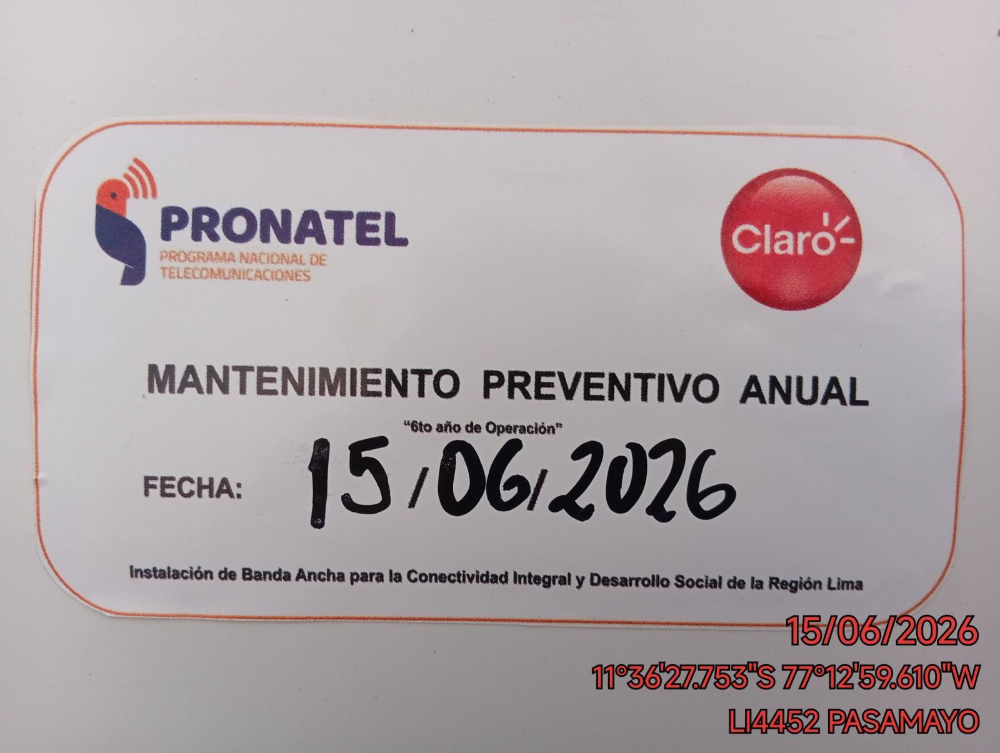 PRONATEL
PROGRAMA NACIONAL DE
TELECOMUNICACIONES
Claro
MANTENIMIENTO PREVENTIVO ANUAL
"6to año de Operación"
FECHA: 15/06/2026
Instalación de Banda Ancha para la Conectividad Integral y Desarrollo Social de la Región Lima
15/06/2026
11°36'27.753"S 77°12'59.610"W
LI4452 PASAMAYO